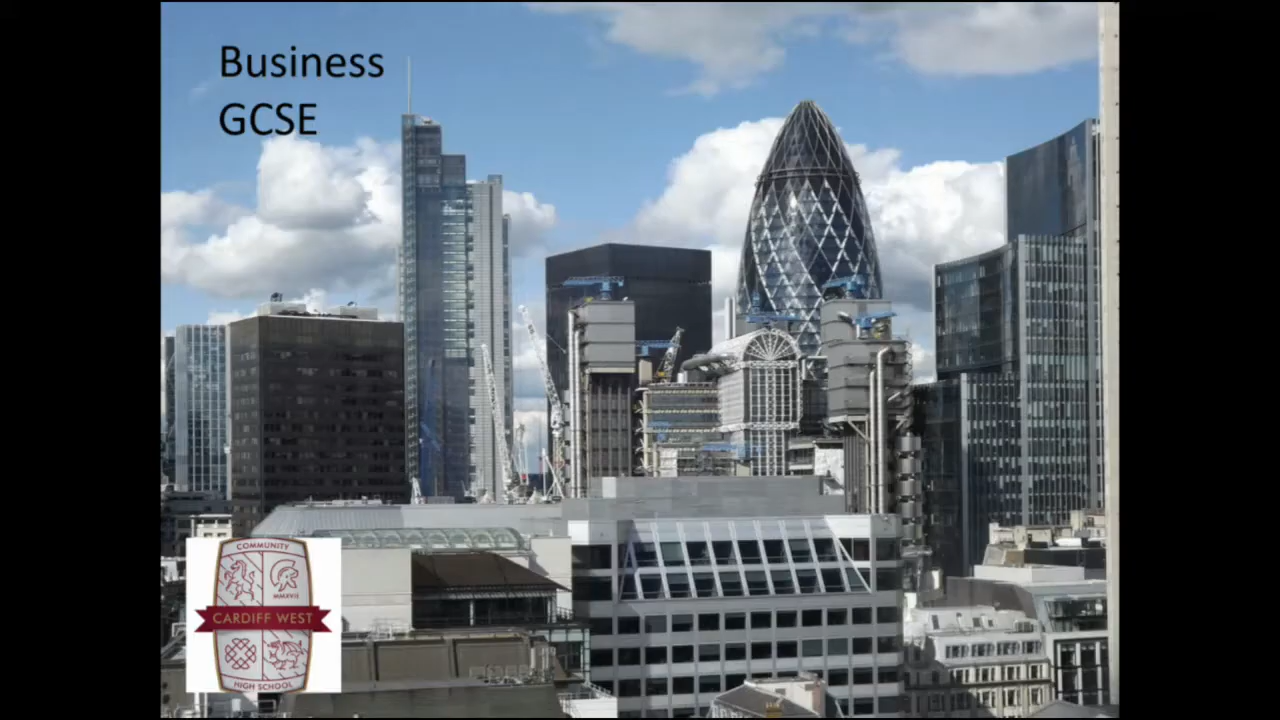 Business
GCSE
COMMUNITY
MMXVII
CARDIFF WEST
HIGH SCHOOL